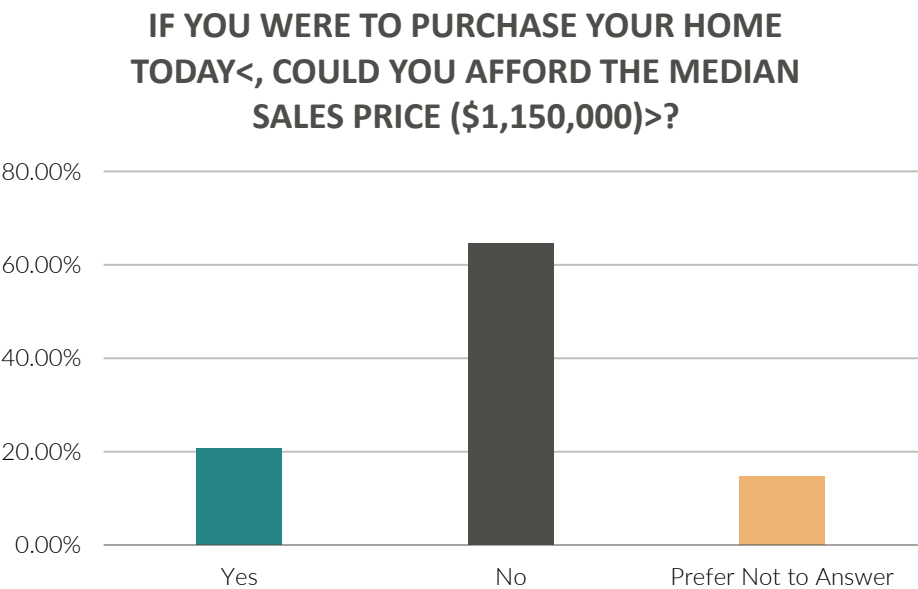 IF YOU WERE TO PURCHASE YOUR HOME
TODAY<, COULD YOU AFFORD THE MEDIAN
SALES PRICE ($1,150,000)>?
80.00%
60.00%
40.00%
20.00%
0.00%
Yes
No
Prefer Not to Answer